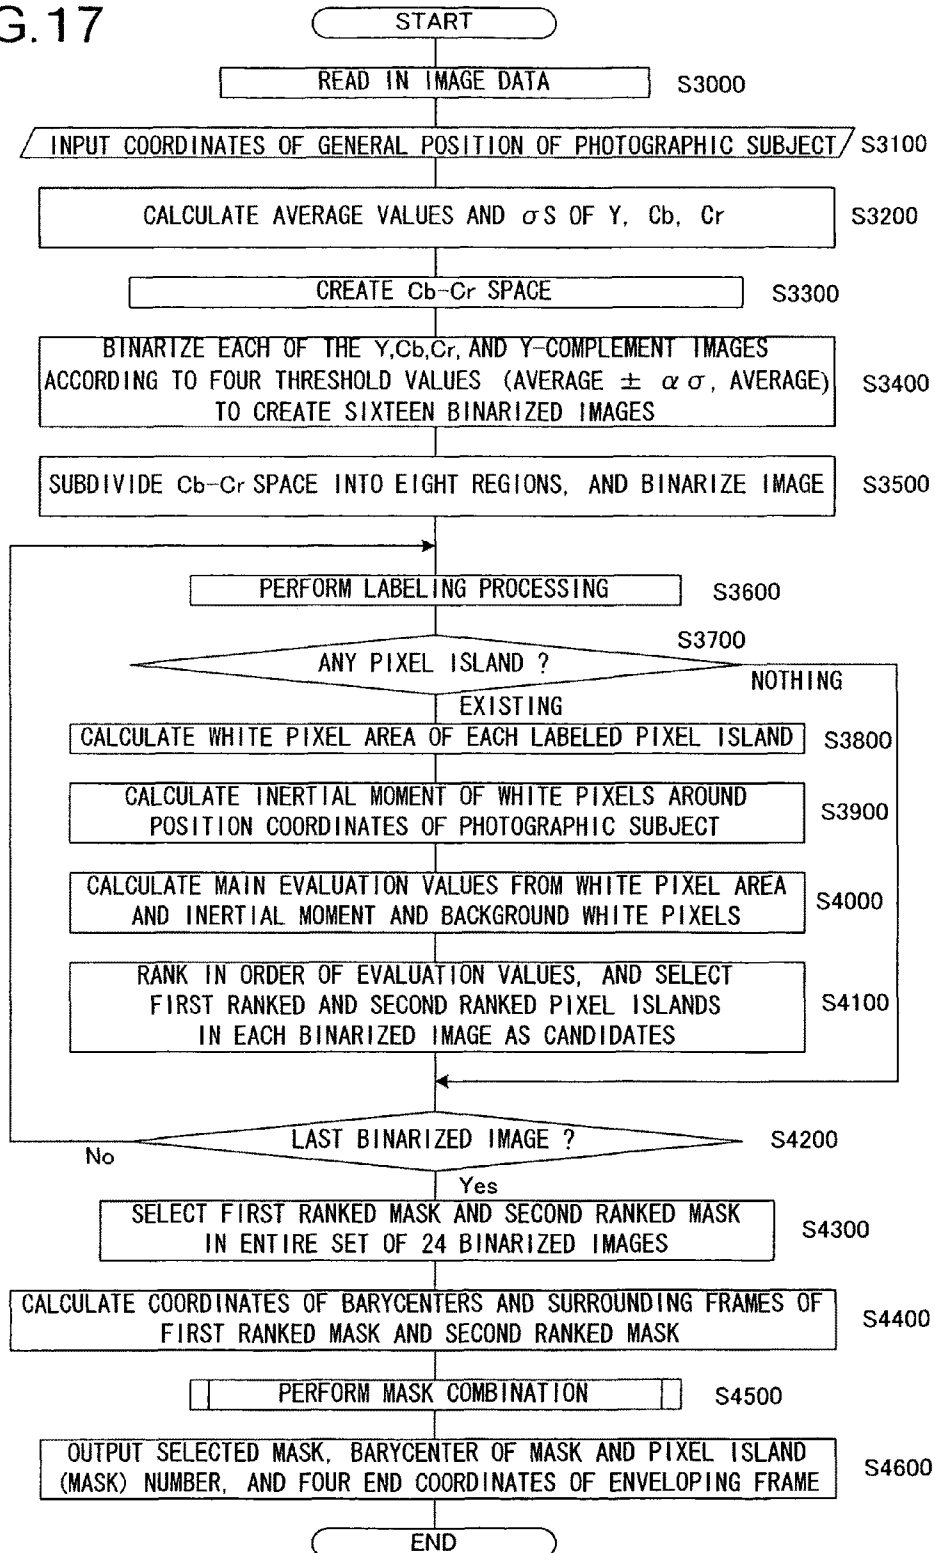 G.17
START
READ IN IMAGE DATA
S3000
INPUT COORDINATES OF GENERAL POSITION OF PHOTOGRAPHIC SUBJECT
S3100
CALCULATE AVERAGE VALUES AND σS OF Y, Cb, Cr
S3200
CREATE Cb-Cr SPACE
S3300
BINARIZE EACH OF THE Y,Cb,Cr, AND Y-COMPLEMENT IMAGES
ACCORDING TO FOUR THRESHOLD VALUES (AVERAGE ± ασ, AVERAGE)
TO CREATE SIXTEEN BINARIZED IMAGES
S3400
SUBDIVIDE Cb-Cr SPACE INTO EIGHT REGIONS, AND BINARIZE IMAGE
S3500
PERFORM LABELING PROCESSING
S3600
S3700
ANY PIXEL ISLAND ?
NOTHING
EXISTING
CALCULATE WHITE PIXEL AREA OF EACH LABELED PIXEL ISLAND
S3800
CALCULATE INERTIAL MOMENT OF WHITE PIXELS AROUND
POSITION COORDINATES OF PHOTOGRAPHIC SUBJECT
S3900
CALCULATE MAIN EVALUATION VALUES FROM WHITE PIXEL AREA
AND INERTIAL MOMENT AND BACKGROUND WHITE PIXELS
S4000
RANK IN ORDER OF EVALUATION VALUES, AND SELECT
FIRST RANKED AND SECOND RANKED PIXEL ISLANDS
IN EACH BINARIZED IMAGE AS CANDIDATES
S4100
LAST BINARIZED IMAGE ?
S4200
No
Yes
SELECT FIRST RANKED MASK AND SECOND RANKED MASK
IN ENTIRE SET OF 24 BINARIZED IMAGES
S4300
CALCULATE COORDINATES OF BARYCENTERS AND SURROUNDING FRAMES OF
FIRST RANKED MASK AND SECOND RANKED MASK
S4400
PERFORM MASK COMBINATION
S4500
OUTPUT SELECTED MASK, BARYCENTER OF MASK AND PIXEL ISLAND
(MASK) NUMBER, AND FOUR END COORDINATES OF ENVELOPING FRAME
S4600
END